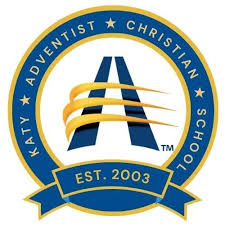 KATY ★ ADVENTIST ★ CHRISTIAN ★ SCHOOL
A
TM
EST. 2003